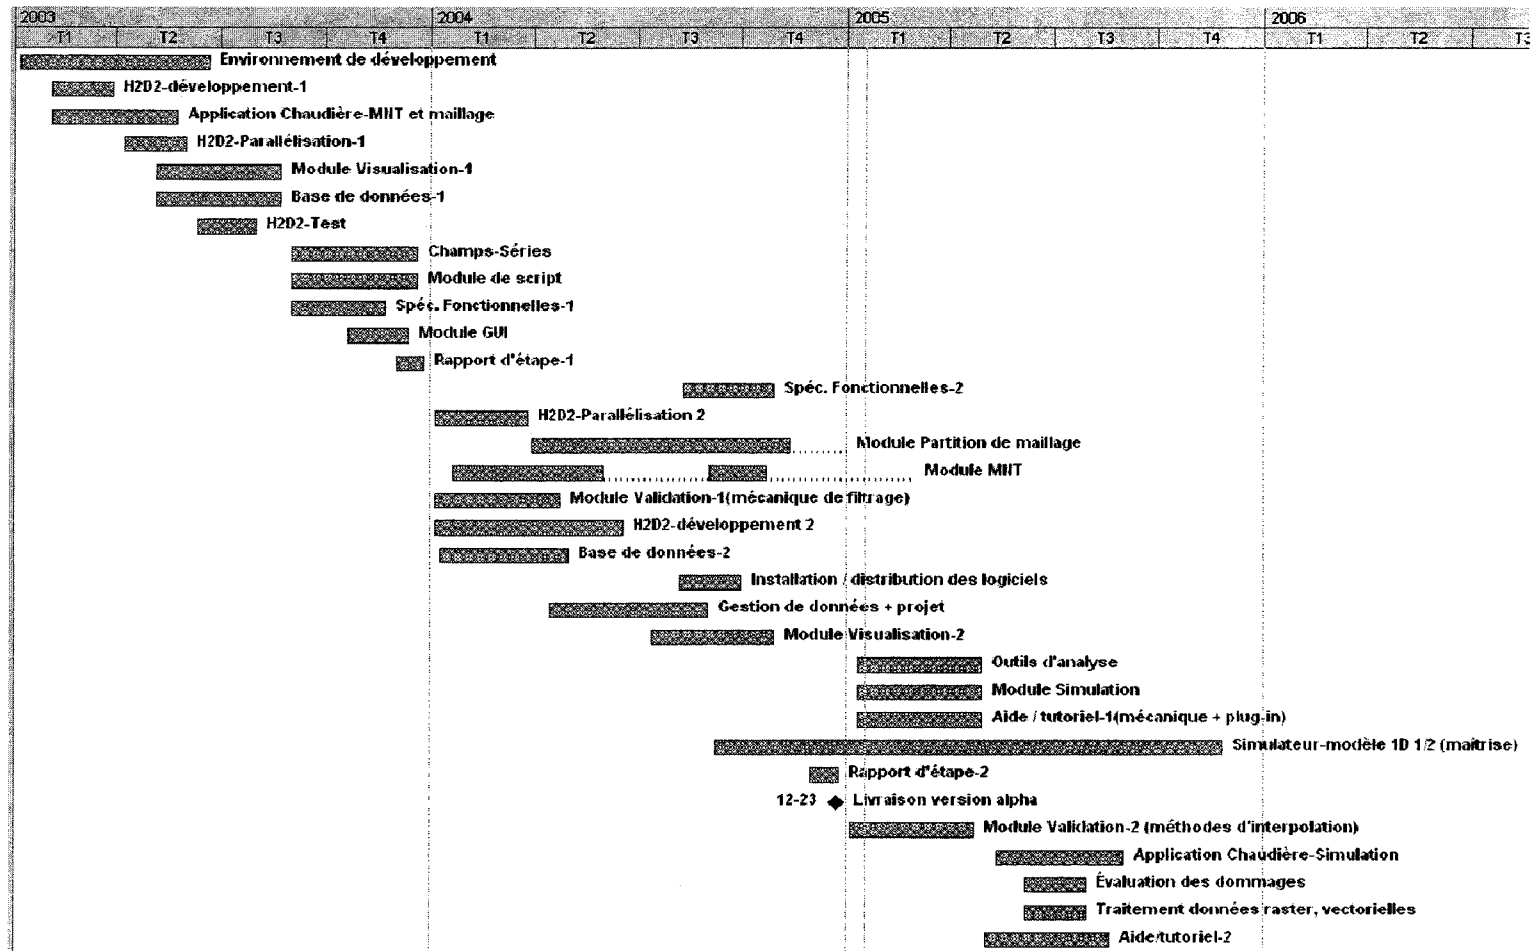 2003 2004 2005 2006
T1 T2 T3 T4 T1 T2 T3 T4 T1 T2 T3 T4 T1 T2 T3
Environnement de développement
H2D2-développement-1
Application Chaudière-MNT et maillage
H2D2-Parallélisation-1
Module Visualisation-1
Base de données-1
H2D2-Test
Champs-Séries
Module de script
Spéc. Fonctionnelles-1
Module GUI
Rapport d'étape-1
Spéc. Fonctionnelles-2
H2D2-Parallélisation 2
Module Partition de maillage
Module MNT
Module Validation-1(mécanique de filtrage)
H2D2-développement 2
Base de données-2
Installation / distribution des logiciels
Gestion de données + projet
Module Visualisation-2
Outils d'analyse
Module Simulation
Aide / tutoriel-1(mécanique + plug-in)
Simulateur-modèle 1D 1/2 (maîtrise)
Rapport d'étape-2
12-23 Livraison version alpha
Module Validation-2 (méthodes d'interpolation)
Application Chaudière-Simulation
Évaluation des dommages
Traitement données raster, vectorielles
Aide/tutoriel-2